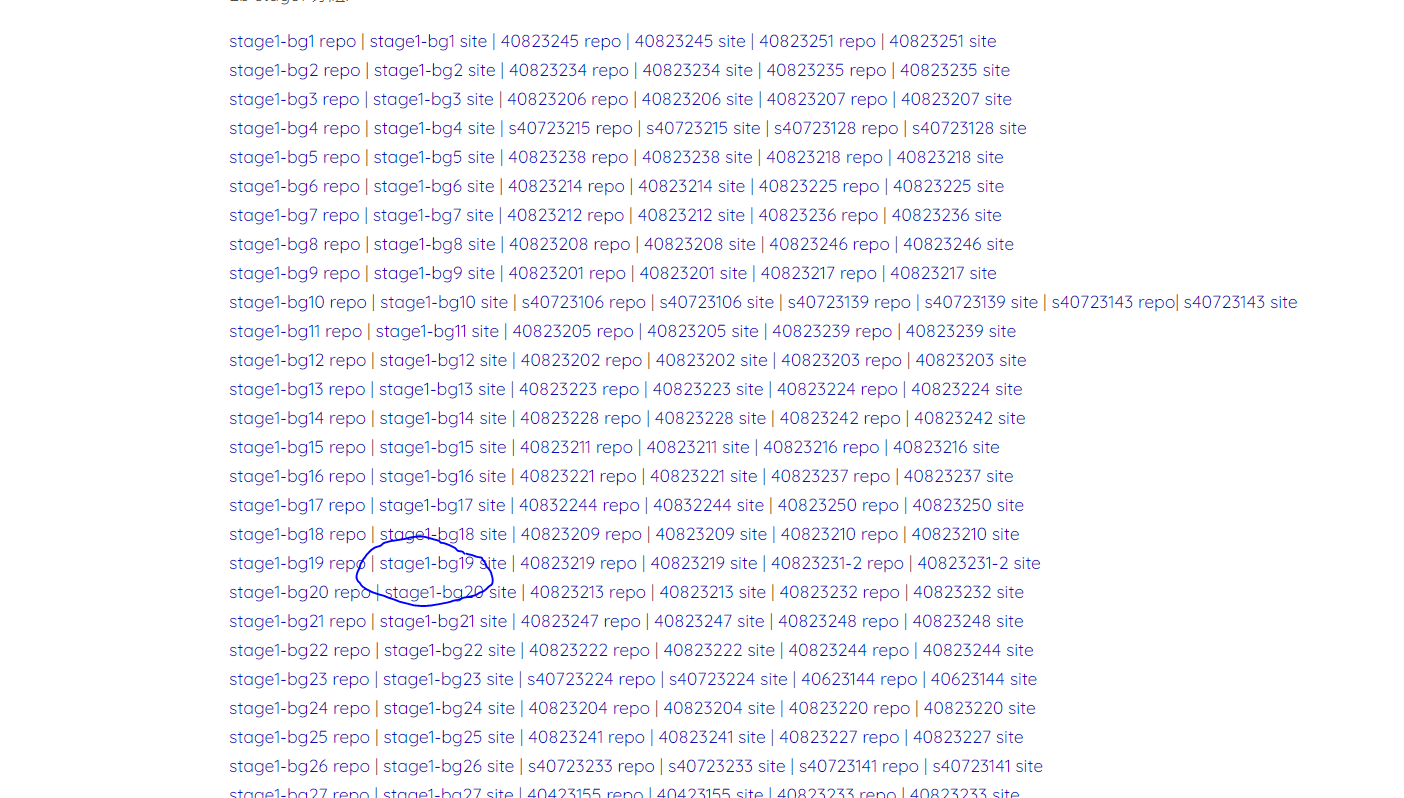 stage1-bg1 repo | stage1-bg1 site | 40823245 repo | 40823245 site | 40823251 repo | 40823251 site
stage1-bg2 repo | stage1-bg2 site | 40823234 repo | 40823234 site | 40823235 repo | 40823235 site
stage1-bg3 repo | stage1-bg3 site | 40823206 repo | 40823206 site | 40823207 repo | 40823207 site
stage1-bg4 repo | stage1-bg4 site | s40723215 repo | s40723215 site | s40723128 repo | s40723128 site
stage1-bg5 repo | stage1-bg5 site | 40823238 repo | 40823238 site | 40823218 repo | 40823218 site
stage1-bg6 repo | stage1-bg6 site | 40823214 repo | 40823214 site | 40823225 repo | 40823225 site
stage1-bg7 repo | stage1-bg7 site | 40823212 repo | 40823212 site | 40823236 repo | 40823236 site
stage1-bg8 repo | stage1-bg8 site | 40823208 repo | 40823208 site | 40823246 repo | 40823246 site
stage1-bg9 repo | stage1-bg9 site | 40823201 repo | 40823201 site | 40823217 repo | 40823217 site
stage1-bg10 repo | stage1-bg10 site | s40723106 repo | s40723106 site | s40723139 repo | s40723139 site | s40723143 repo| s40723143 site
stage1-bg11 repo | stage1-bg11 site | 40823205 repo | 40823205 site | 40823239 repo | 40823239 site
stage1-bg12 repo | stage1-bg12 site | 40823202 repo | 40823202 site | 40823203 repo | 40823203 site
stage1-bg13 repo | stage1-bg13 site | 40823223 repo | 40823223 site | 40823224 repo | 40823224 site
stage1-bg14 repo | stage1-bg14 site | 40823228 repo | 40823228 site | 40823242 repo | 40823242 site
stage1-bg15 repo | stage1-bg15 site | 40823211 repo | 40823211 site | 40823216 repo | 40823216 site
stage1-bg16 repo | stage1-bg16 site | 40823221 repo | 40823221 site | 40823237 repo | 40823237 site
stage1-bg17 repo | stage1-bg17 site | 40832244 repo | 40832244 site | 40823250 repo | 40823250 site
stage1-bg18 repo | stage1-bg18 site | 40823209 repo | 40823209 site | 40823210 repo | 40823210 site
stage1-bg19 repo | stage1-bg19 site | 40823219 repo | 40823219 site | 40823231-2 repo | 40823231-2 site
stage1-bg20 repo | stage1-bg20 site | 40823213 repo | 40823213 site | 40823232 repo | 40823232 site
stage1-bg21 repo | stage1-bg21 site | 40823247 repo | 40823247 site | 40823248 repo | 40823248 site
stage1-bg22 repo | stage1-bg22 site | 40823222 repo | 40823222 site | 40823244 repo | 40823244 site
stage1-bg23 repo | stage1-bg23 site | s40723224 repo | s40723224 site | 40623144 repo | 40623144 site
stage1-bg24 repo | stage1-bg24 site | 40823204 repo | 40823204 site | 40823220 repo | 40823220 site
stage1-bg25 repo | stage1-bg25 site | 40823241 repo | 40823241 site | 40823227 repo | 40823227 site
stage1-bg26 repo | stage1-bg26 site | s40723233 repo | s40723233 site | s40723141 repo | s40723141 site
stage1-bg27 repo | stage1-bg27 site | 40423155 repo | 40423155 site | 40823233 repo | 40823233 site